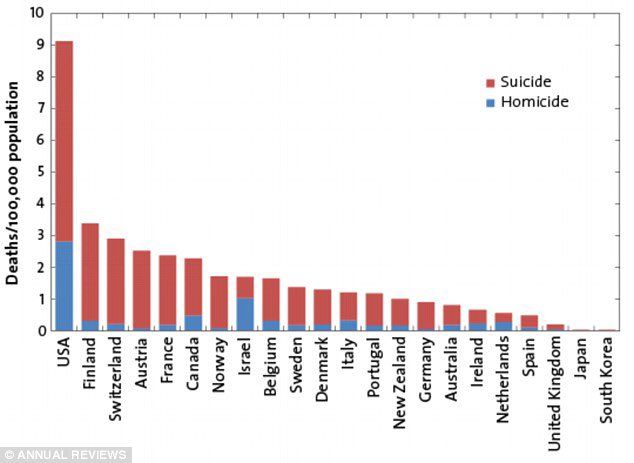 10
9
8
7
6
5
4
3
2
1
0
Deaths/100,000 population
Suicide
Homicide
USA
Finland
Switzerland
Austria
France
Canada
Norway
Israel
Belgium
Sweden
Denmark
Italy
Portugal
New Zealand
Germany
Australia
Ireland
Netherlands
Spain
United Kingdom
Japan
South Korea
© ANNUAL REVIEWS